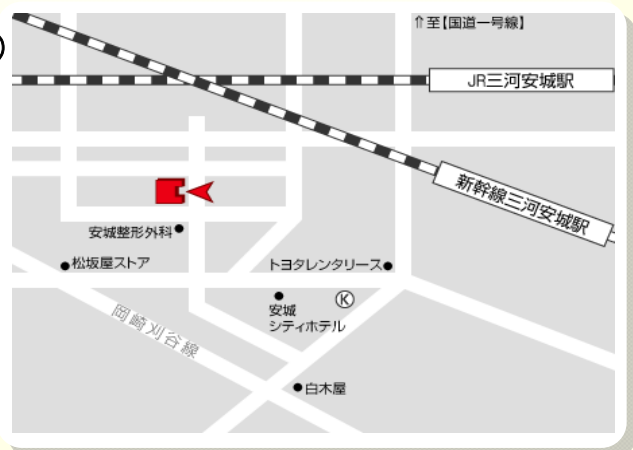 ⇑至【国道一号線】
JR三河安城駅
新幹線三河安城駅
安城整形外科
松坂屋ストア
トヨタレンタリース
安城
シティホテル
Ⓚ
岡崎刈谷線
白木屋